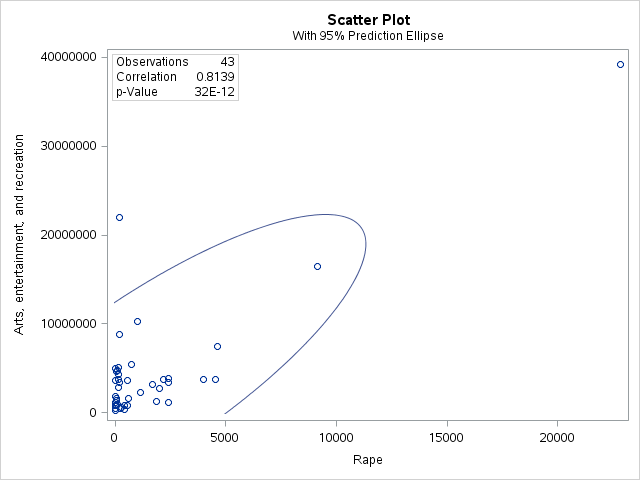 Scatter Plot
With 95% Prediction Ellipse
Observations 43
Correlation 0.8139
p-Value 32E-12
Arts, entertainment, and recreation
40000000
30000000
20000000
10000000
0
0 5000 10000 15000 20000
Rape